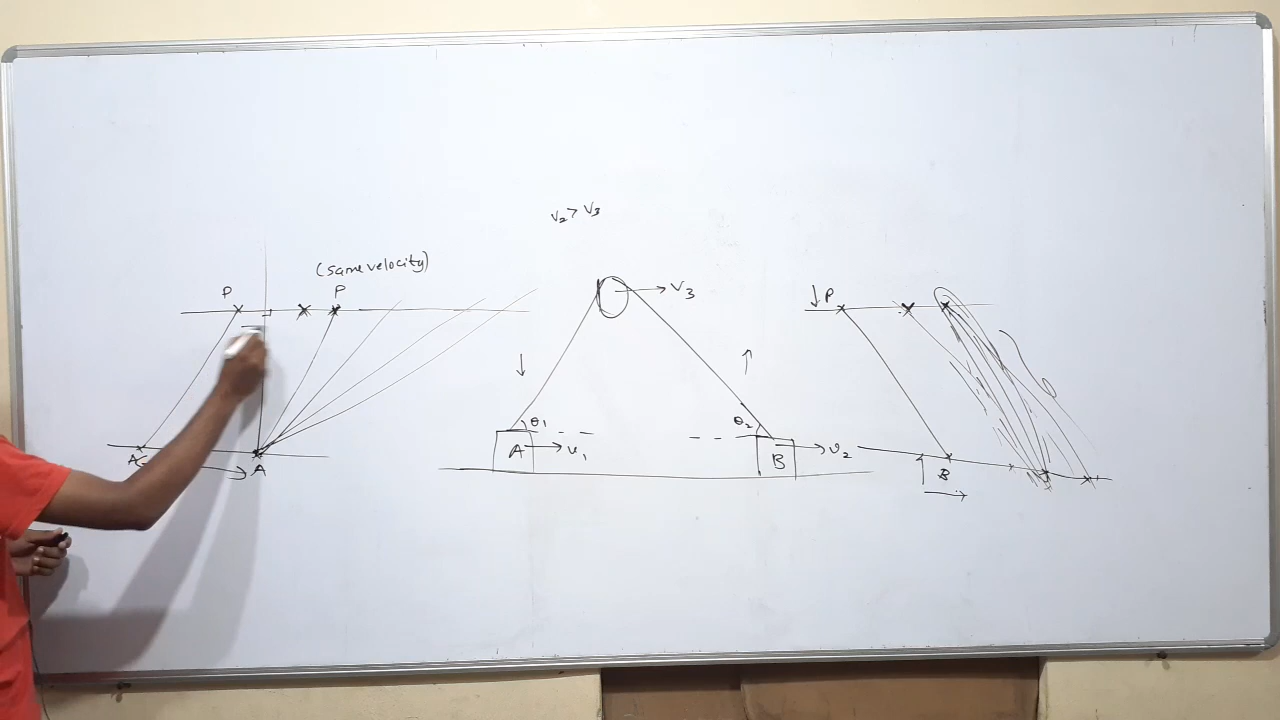 v₂ > v₃
(same velocity)
P
P
v₃
P
θ₁
θ₂
A
v₁
B
v₂
A
A
B